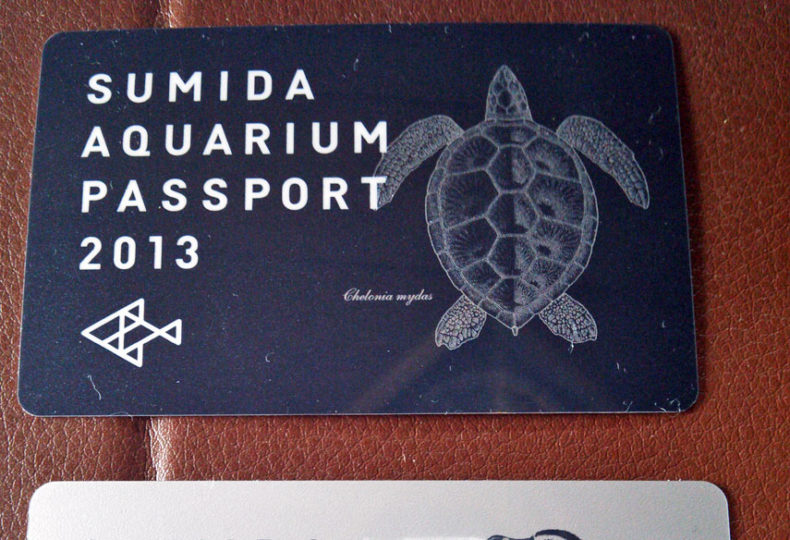 SUMIDA
AQUARIUM
PASSPORT
2013
Chelonia mydas